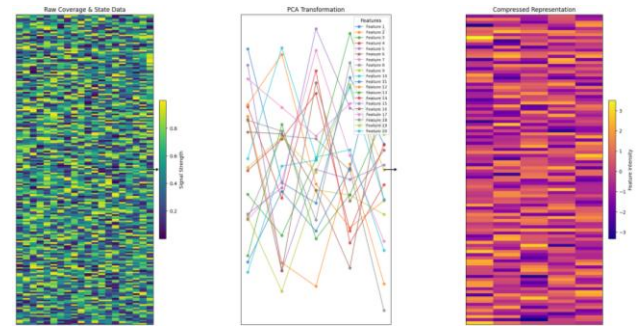 Raw Coverage & State Data
0.8
0.6
0.4
0.2
Signal Strength
PCA Transformation
Features
Feature 1
Feature 2
Feature 3
Feature 4
Feature 5
Feature 6
Feature 7
Feature 8
Feature 9
Feature 10
Feature 11
Feature 12
Feature 13
Feature 14
Feature 15
Feature 16
Feature 17
Feature 18
Feature 19
Feature 20
Compressed Representation
3
2
1
0
−1
−2
−3
Feature Intensity